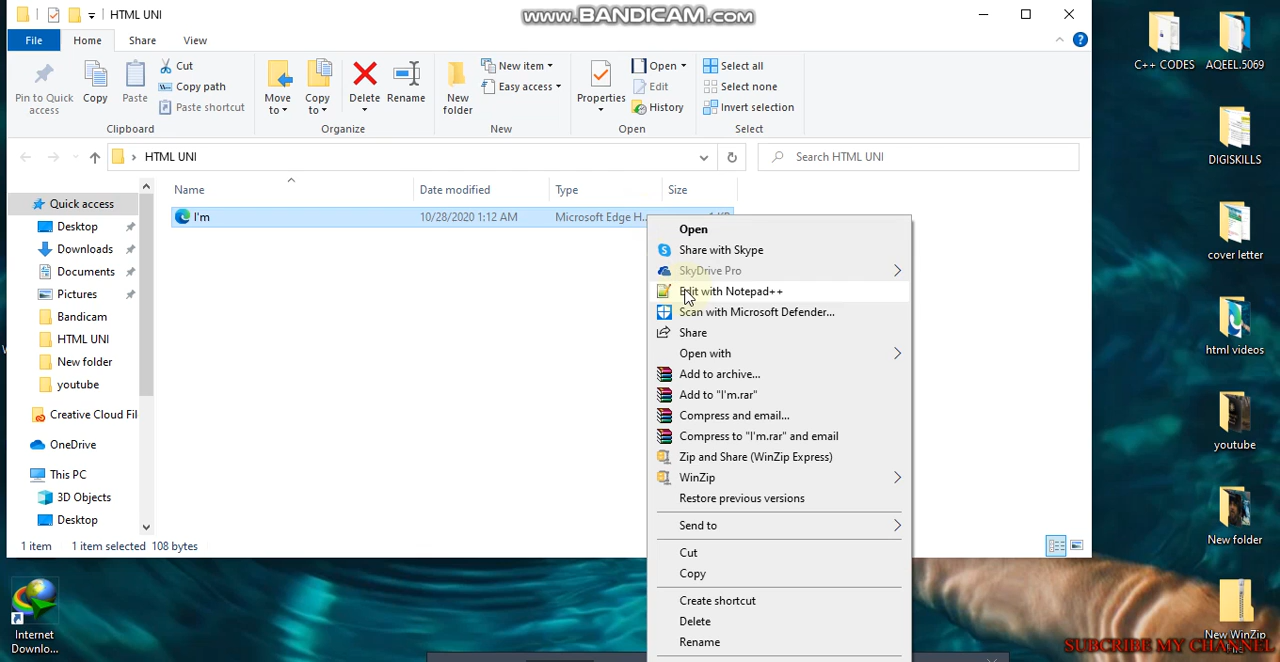 HTML UNI
www.BANDICAM.com
File
Home
Share
View
Pin to Quick access
Copy
Paste
Cut
Copy path
Paste shortcut
Clipboard
Move to
Copy to
Delete
Rename
Organize
New folder
New item
Easy access
New
Properties
Open
Edit
History
Open
Select all
Select none
Invert selection
Select
HTML UNI
Search HTML UNI
Name
Date modified
Type
Size
I'm
10/28/2020 1:12 AM
Microsoft Edge H...
Quick access
Desktop
Downloads
Documents
Pictures
Bandicam
HTML UNI
New folder
youtube
Creative Cloud Fil
OneDrive
This PC
3D Objects
Desktop
1 item
1 item selected
108 bytes
Open
Share with Skype
SkyDrive Pro
Edit with Notepad++
Scan with Microsoft Defender...
Share
Open with
Add to archive...
Add to "I'm.rar"
Compress and email...
Compress to "I'm.rar" and email
Zip and Share (WinZip Express)
WinZip
Restore previous versions
Send to
Cut
Copy
Create shortcut
Delete
Rename
C++ CODES
AQEEL.5069
DIGISKILLS
cover letter
html videos
youtube
New folder
New WinZip
Internet
Downlo...
SUBCRIBE MY CHANNEL